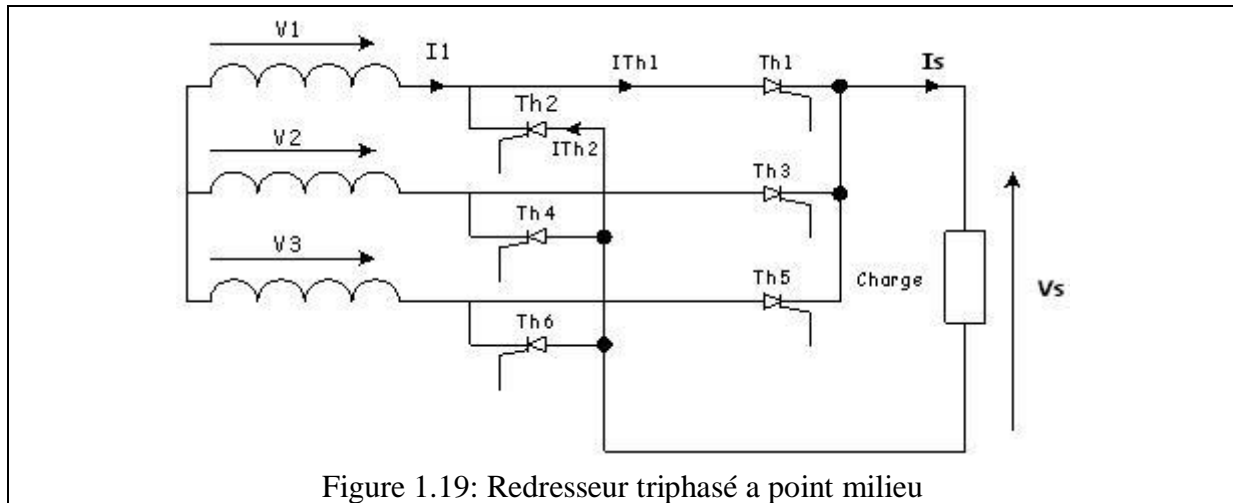 V1
I1
ITh1
Th1
Is
Th2
ITh2
V2
Th3
Th4
V3
Th5
Charge
Vs
Th6
Figure 1.19: Redresseur triphasé a point milieu